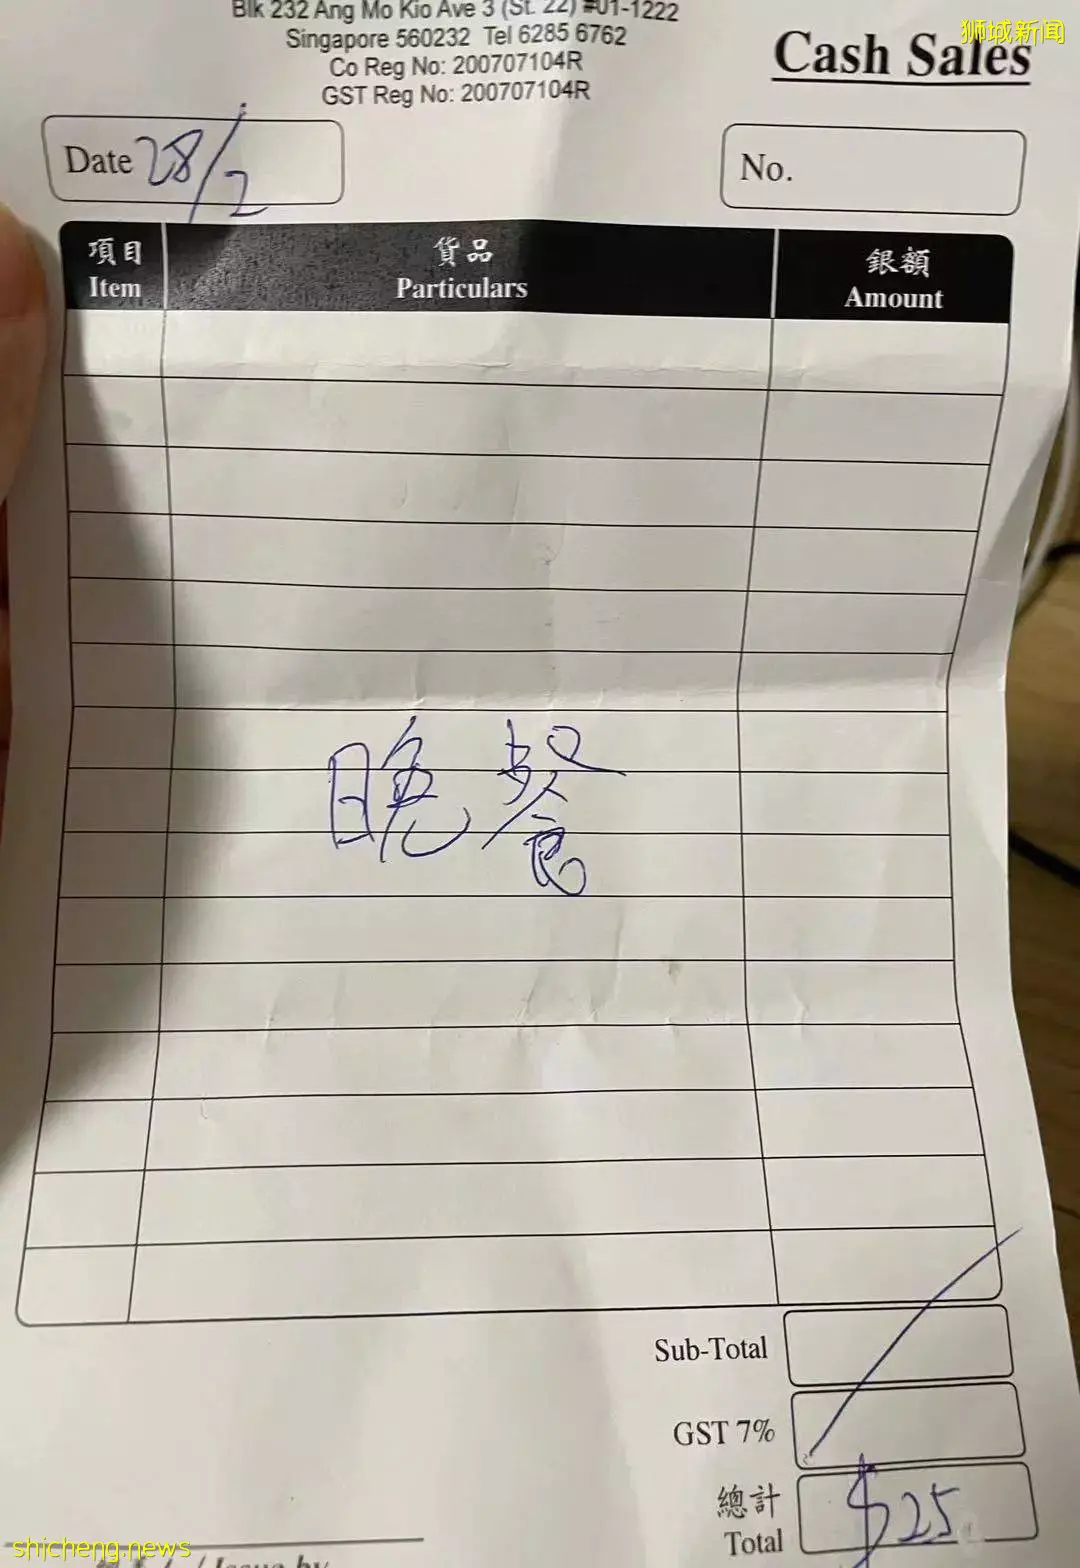 Blk 232 Ang Mo Kio Ave 3 (St. 22) #01-1222
Singapore 560232 Tel 6285 6762
Co Reg No: 200707104R
GST Reg No: 200707104R
狮城新闻
Cash Sales
Date 28/2
No.
項目 貨品 銀額
Item Particulars Amount
晚餐
Sub-Total
GST 7%
總計
Total $25
shicheng.news
/ Issue by